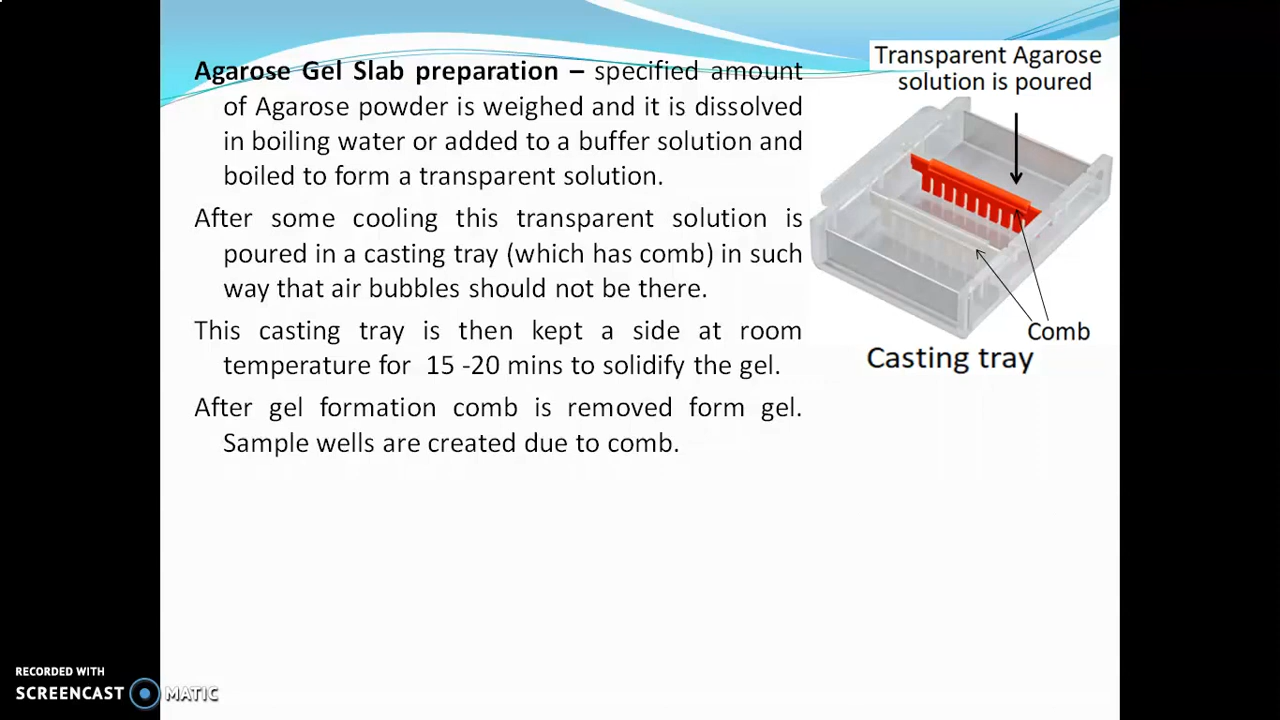 Agarose Gel Slab preparation – specified amount
of Agarose powder is weighed and it is dissolved
in boiling water or added to a buffer solution and
boiled to form a transparent solution.
After some cooling this transparent solution is
poured in a casting tray (which has comb) in such
way that air bubbles should not be there.
This casting tray is then kept a side at room
temperature for 15 -20 mins to solidify the gel.
After gel formation comb is removed form gel.
Sample wells are created due to comb.
Transparent Agarose
solution is poured
Comb
Casting tray
RECORDED WITH
SCREENCAST MATIC